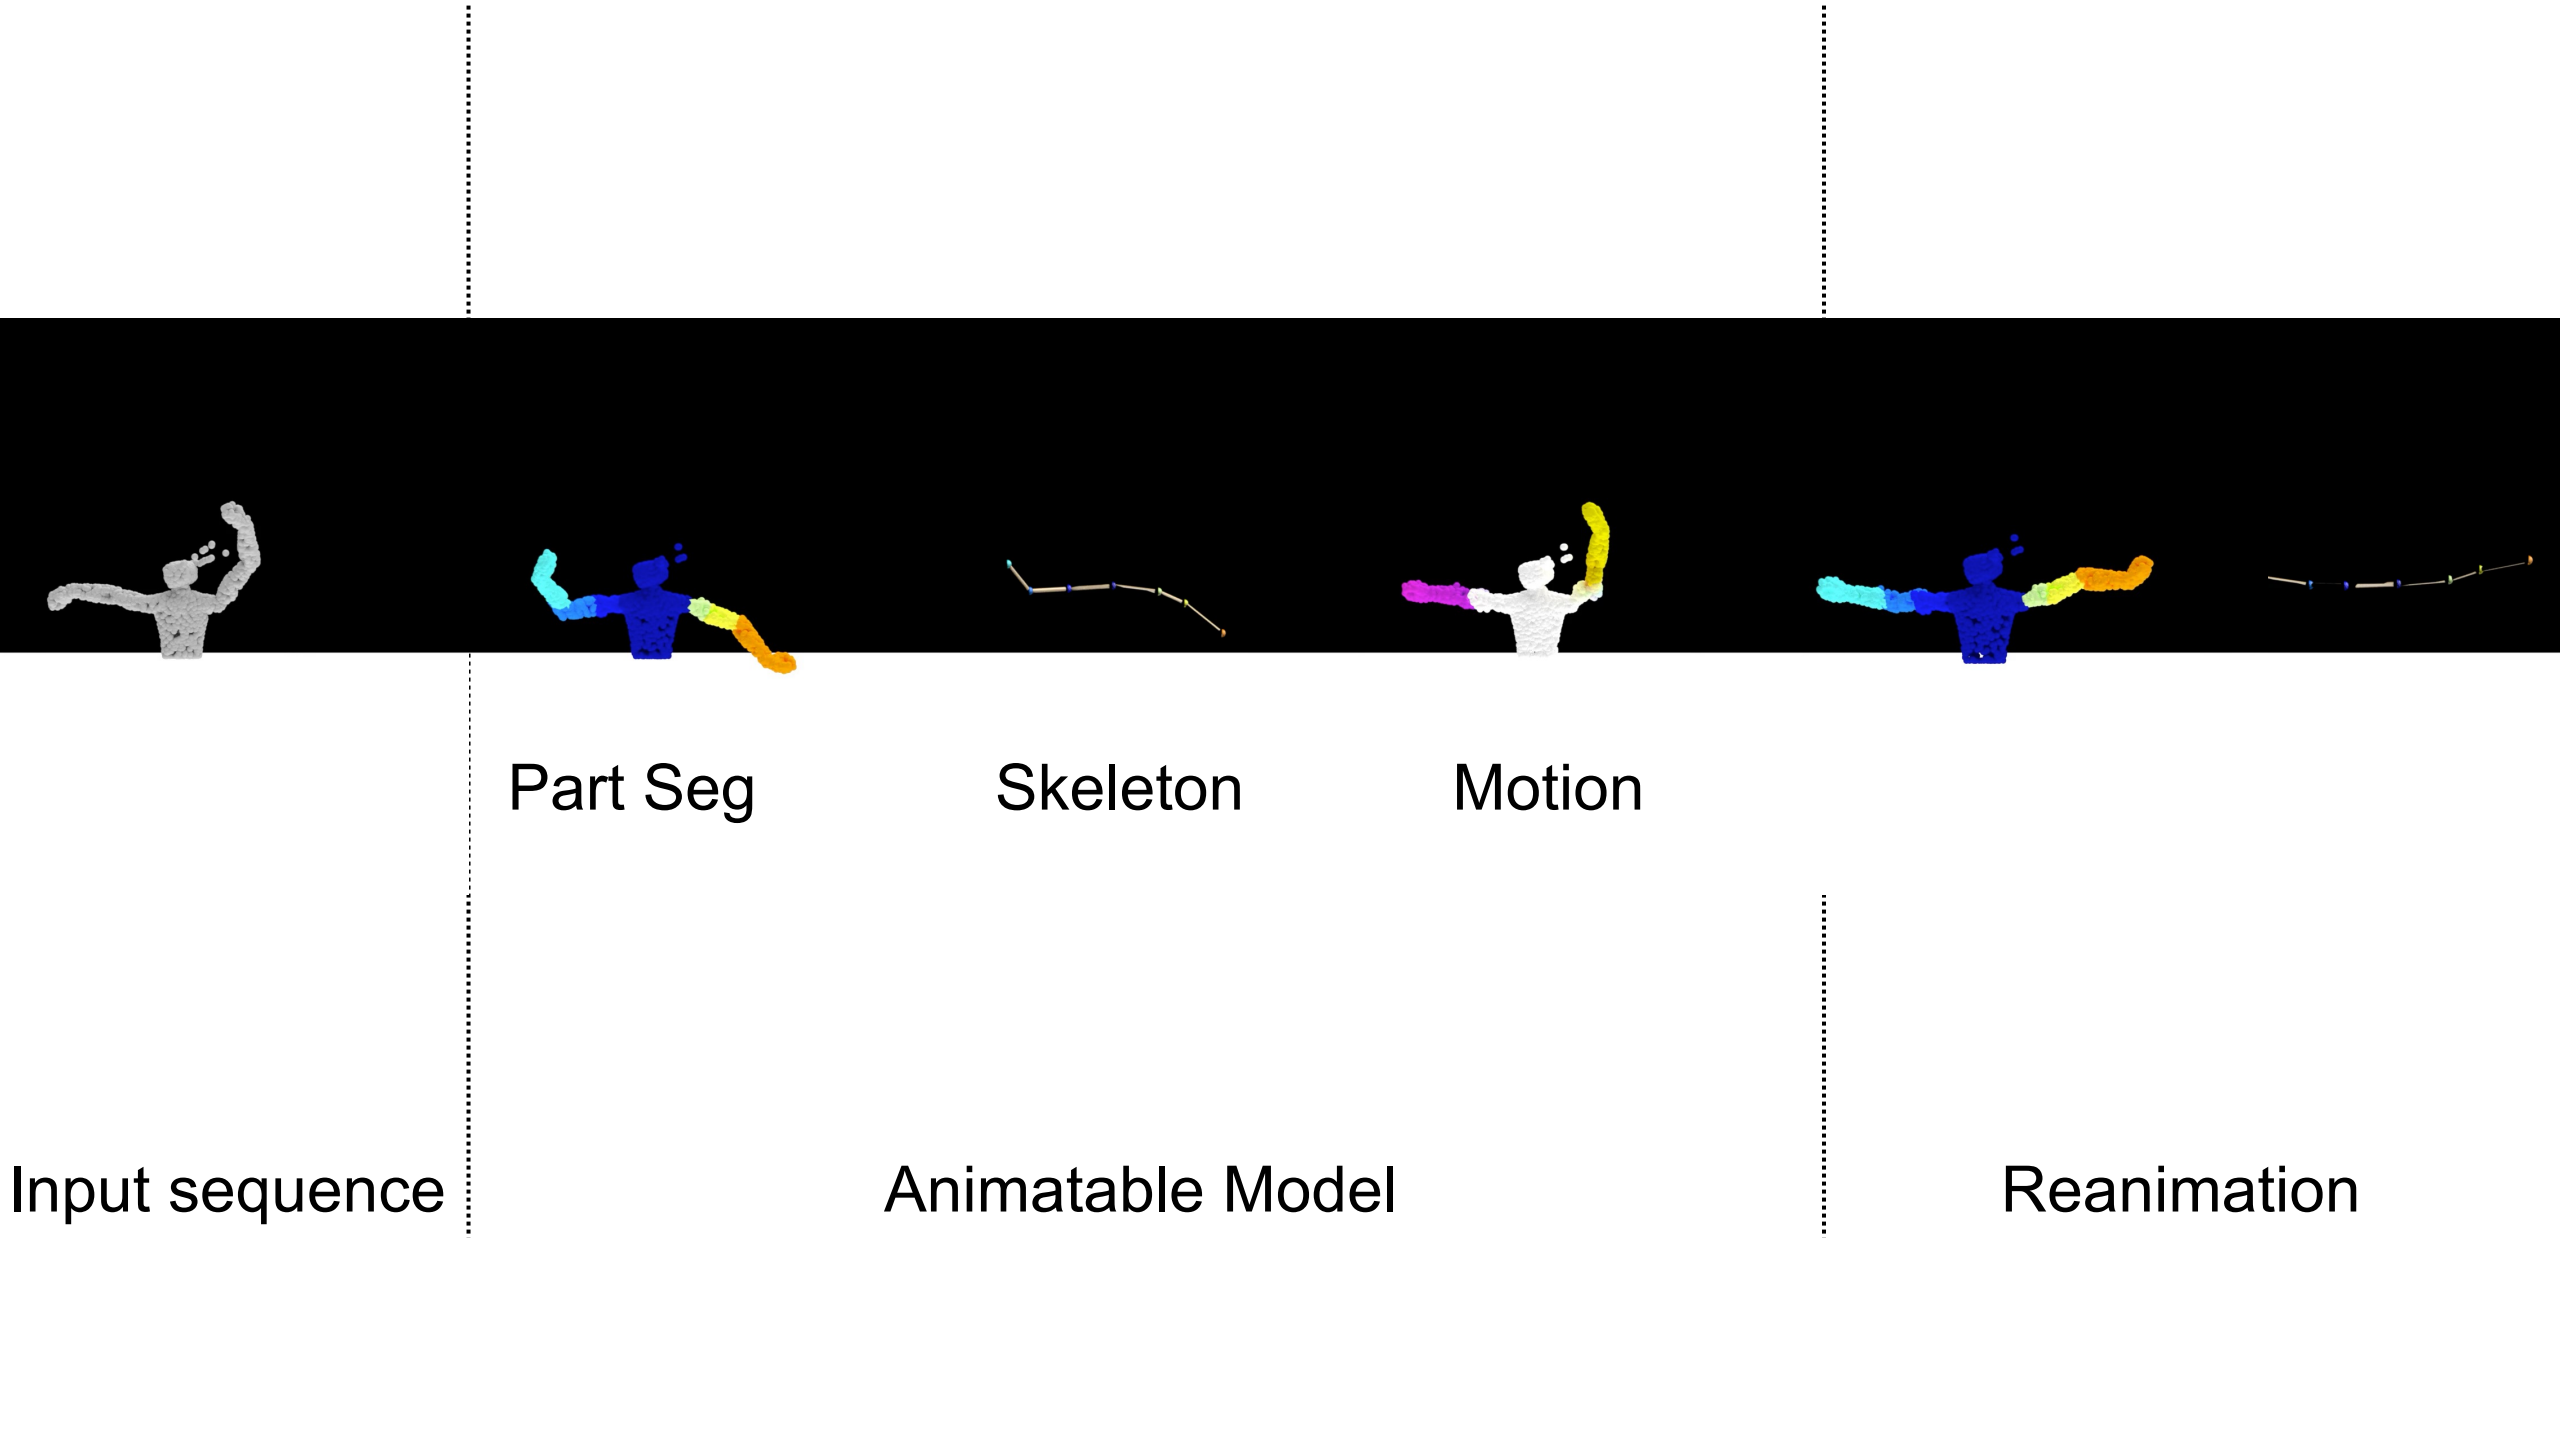 Part Seg
Skeleton
Motion
Input sequence
Animatable Model
Reanimation